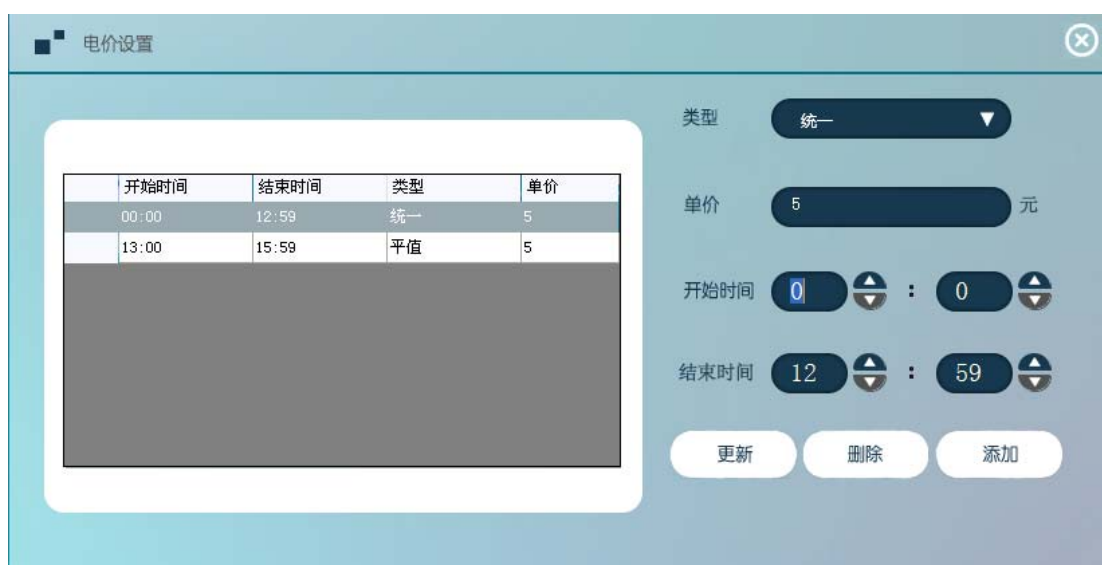 电价设置
开始时间 结束时间 类型 单价
00:00 12:59 统一 5
13:00 15:59 平值 5
类型 统一
单价 5 元
开始时间 0 : 0
结束时间 12 : 59
更新 删除 添加